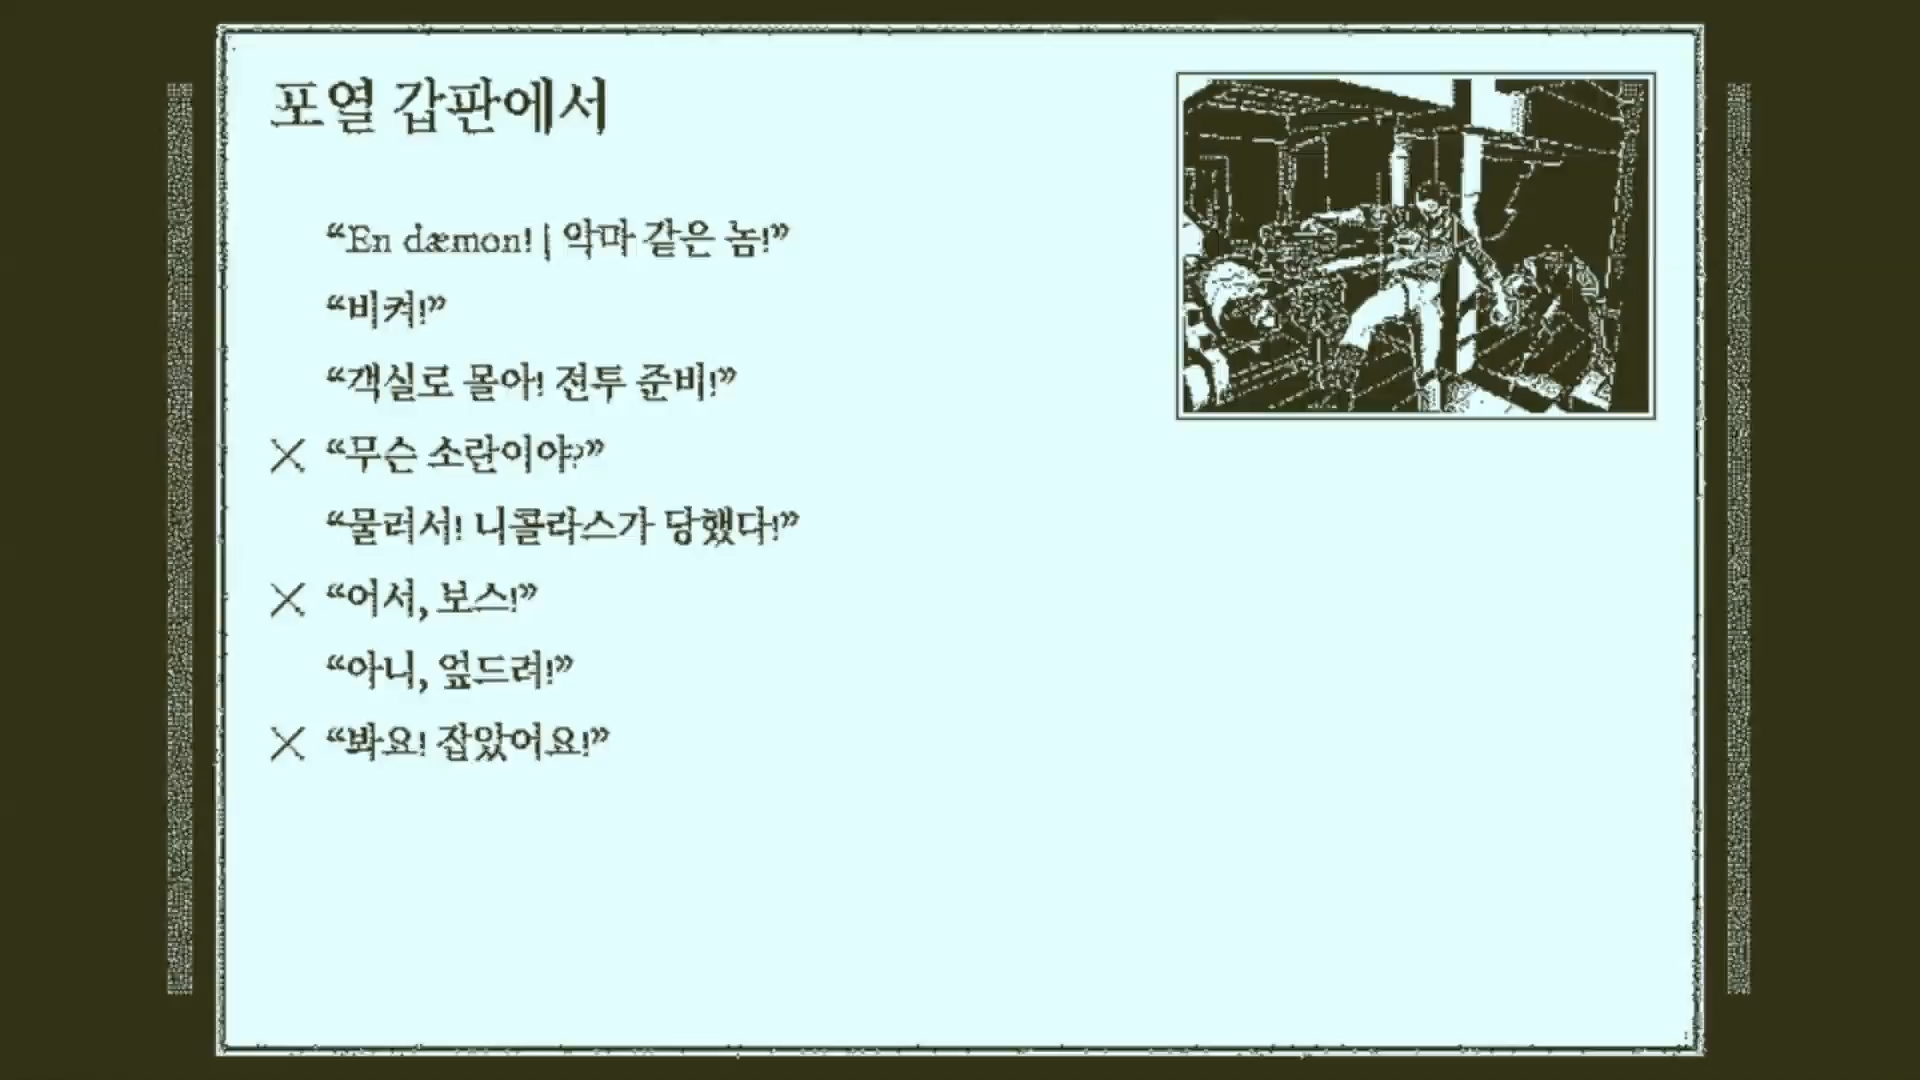 포열 갑판에서
“En dæmon! | 악마 같은 놈!”
“비켜!”
“객실로 몰아! 전투 준비!”
“무슨 소란이야?”
“물러서! 니콜라스가 당했다!”
“어서, 보스!”
“아니, 엎드려!”
“봐요! 잡았어요!”